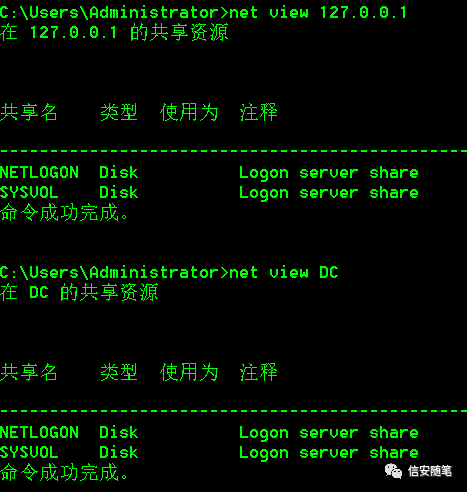 C:\Users\Administrator>net view 127.0.0.1
在 127.0.0.1 的共享资源
共享名 类型 使用为 注释
-----------------------------------------------
NETLOGON Disk Logon server share
SYSVOL Disk Logon server share
命令成功完成。
C:\Users\Administrator>net view DC
在 DC 的共享资源
共享名 类型 使用为 注释
-----------------------------------------------
NETLOGON Disk Logon server share
SYSVOL Disk Logon server share
命令成功完成。
信安随笔